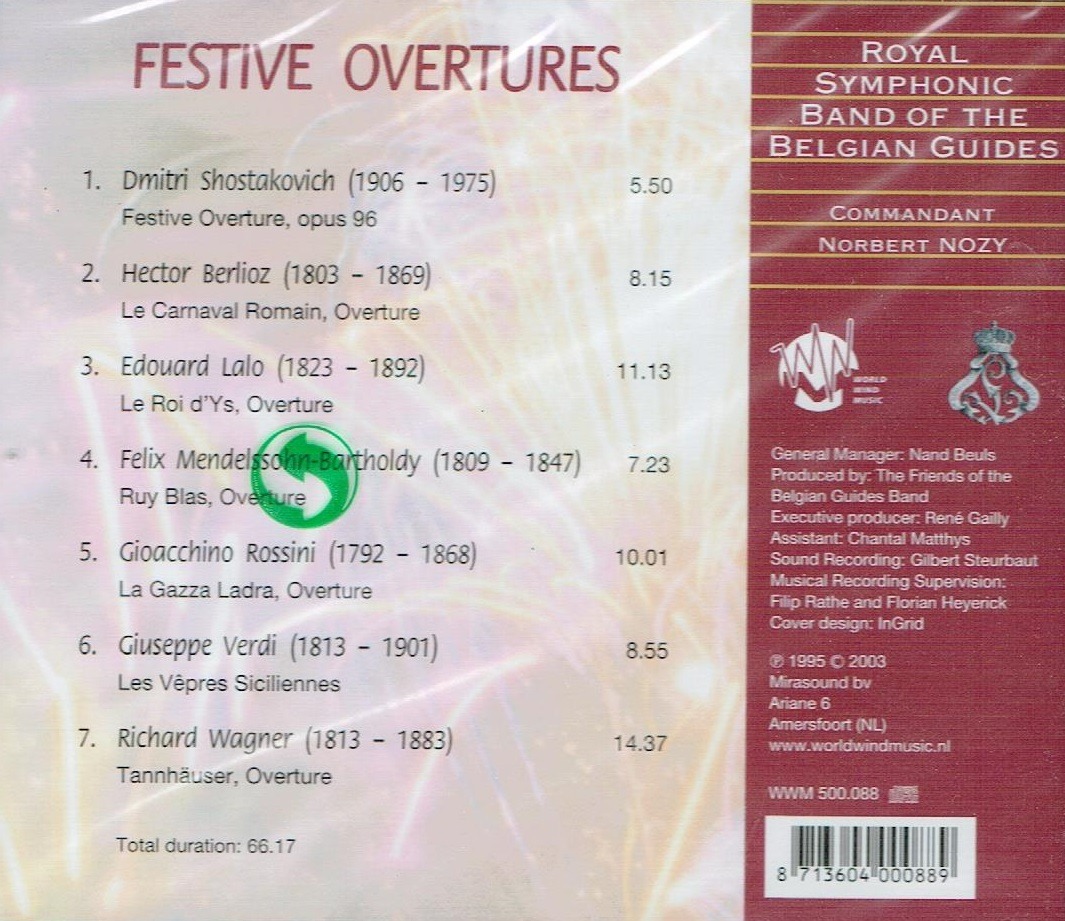 FESTIVE OVERTURES
1. Dmitri Shostakovich (1906 – 1975) 5.50
Festive Overture, opus 96
2. Hector Berlioz (1803 – 1869) 8.15
Le Carnaval Romain, Overture
3. Edouard Lalo (1823 – 1892) 11.13
Le Roi d'Ys, Overture
4. Felix Mendelssohn-Bartholdy (1809 – 1847) 7.23
Ruy Blas, Overture
5. Gioacchino Rossini (1792 – 1868) 10.01
La Gazza Ladra, Overture
6. Giuseppe Verdi (1813 – 1901) 8.55
Les Vêpres Siciliennes
7. Richard Wagner (1813 – 1883) 14.37
Tannhäuser, Overture
Total duration: 66.17
ROYAL
SYMPHONIC
BAND OF THE
BELGIAN GUIDES
COMMANDANT
NORBERT NOZY
WORLD
WIND
MUSIC
General Manager: Nand Beuls
Produced by: The Friends of the
Belgian Guides Band
Executive producer: René Gailly
Assistant: Chantal Matthys
Sound Recording: Gilbert Steurbaut
Musical Recording Supervision:
Filip Rathe and Florian Heyerick
Cover design: InGrid
℗ 1995 © 2003
Mirasound bv
Ariane 6
Amersfoort (NL)
www.worldwindmusic.nl
WWM 500.088
8 713604 000889